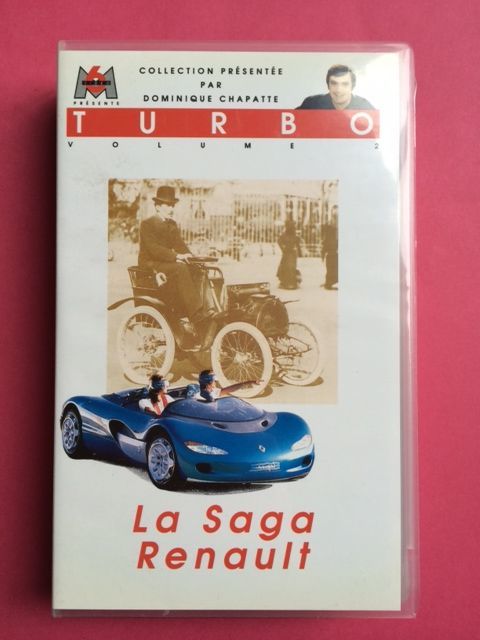 M6
PRÉSENTE
COLLECTION PRÉSENTÉE
PAR
DOMINIQUE CHAPATTE
TURBO
VOLUME 2
La Saga
Renault